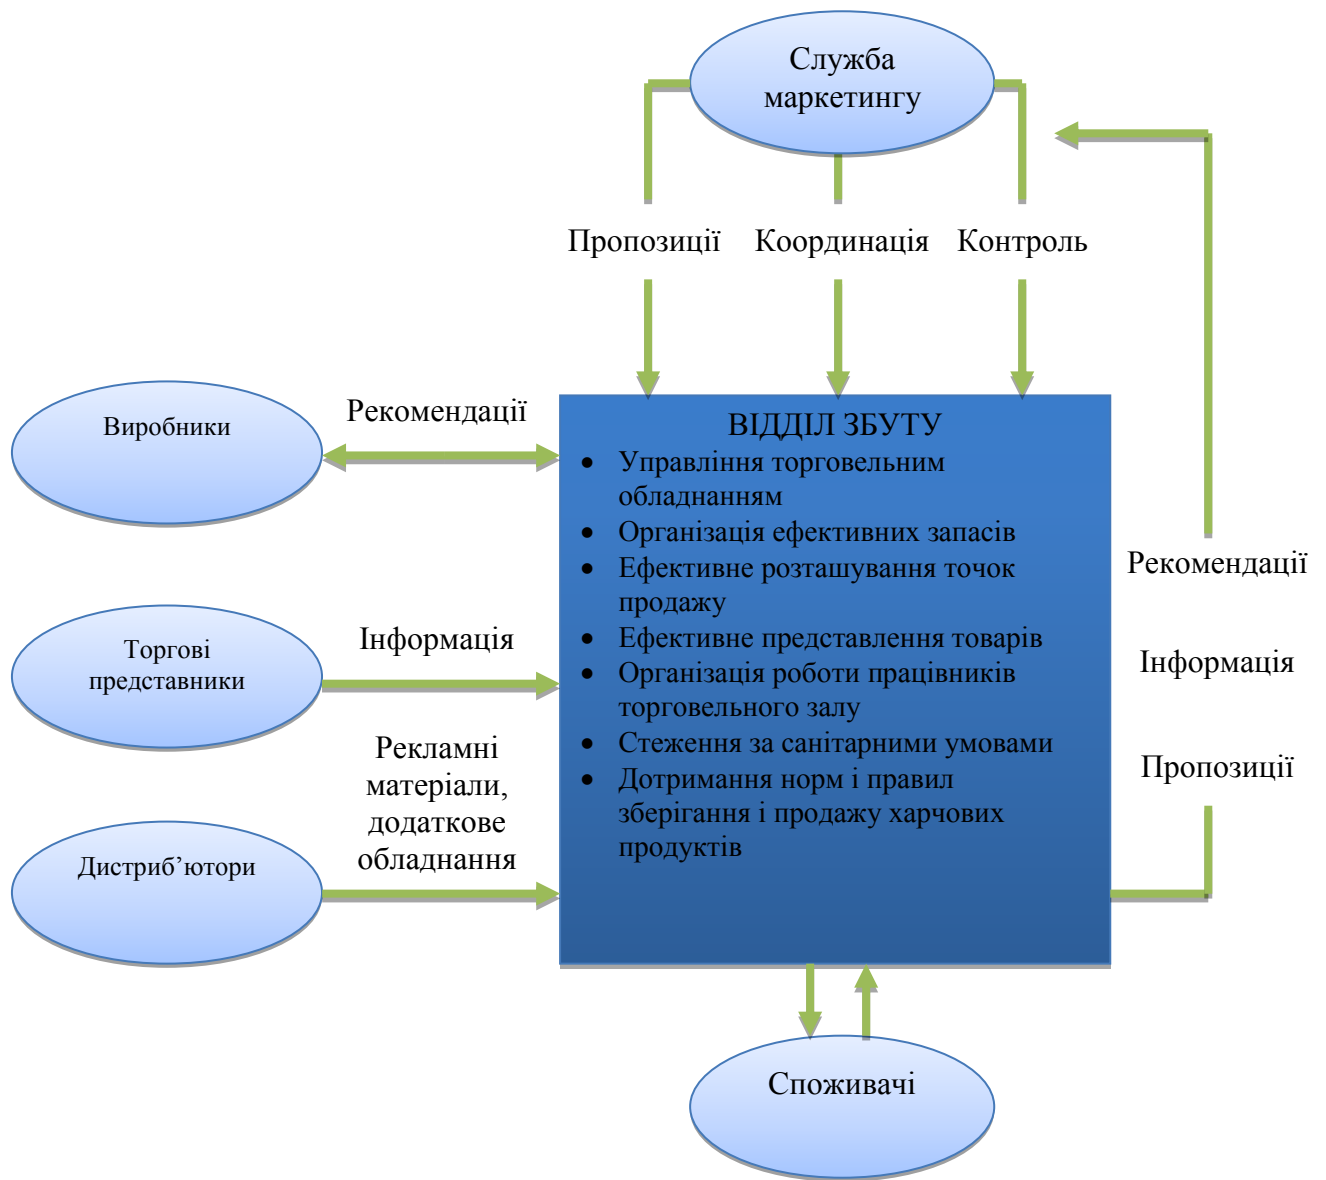 Служба
маркетингу
Пропозиції
Координація
Контроль
Виробники
Рекомендації
ВІДДІЛ ЗБУТУ
• Управління торговельним
обладнанням
• Організація ефективних запасів
• Ефективне розташування точок
продажу
• Ефективне представлення товарів
• Організація роботи працівників
торговельного залу
• Стеження за санітарними умовами
• Дотримання норм і правил
зберігання і продажу харчових
продуктів
Рекомендації
Інформація
Пропозиції
Торгові
представники
Інформація
Рекламні
матеріали,
додаткове
обладнання
Дистриб’ютори
Споживачі